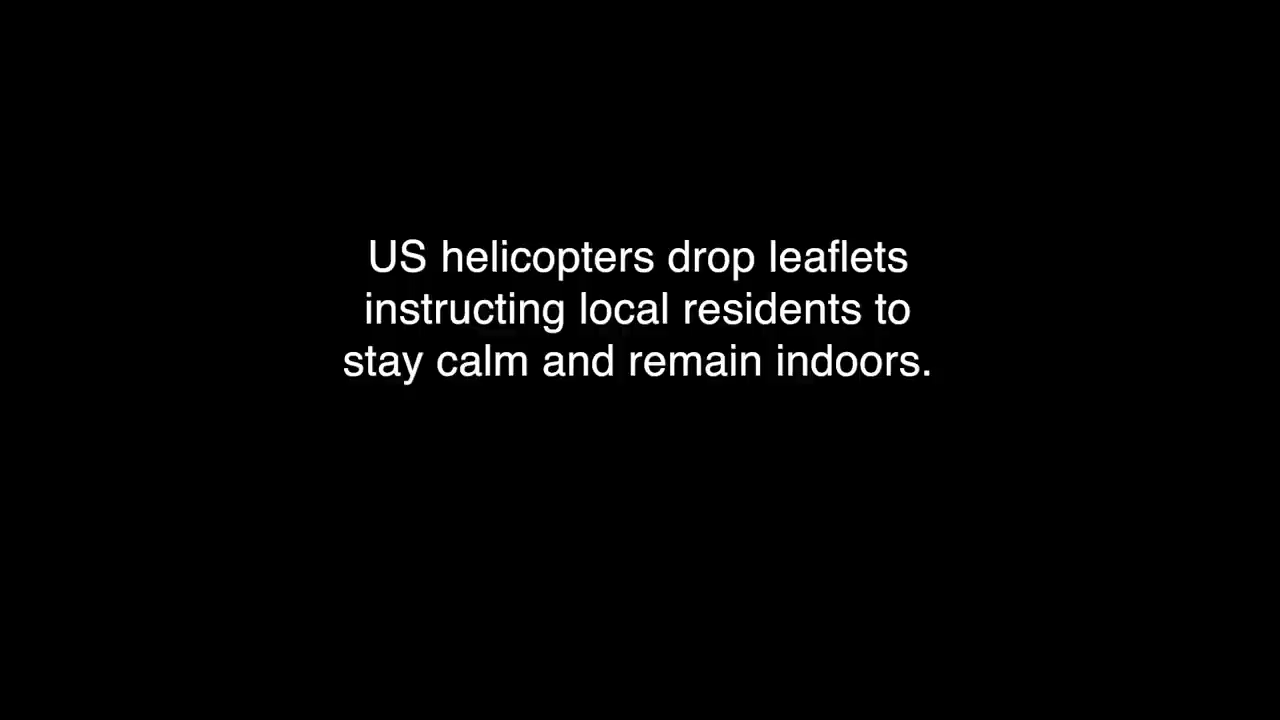 US helicopters drop leaflets
instructing local residents to
stay calm and remain indoors.